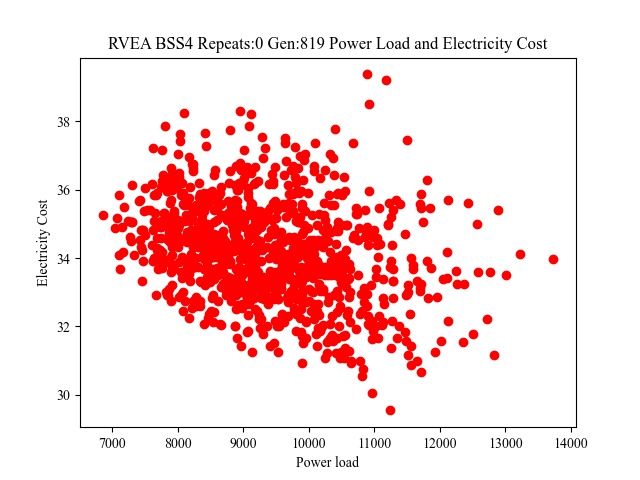 RVEA BSS4 Repeats:0 Gen:819 Power Load and Electricity Cost
Electricity Cost
38
36
34
32
30
7000 8000 9000 10000 11000 12000 13000 14000
Power load